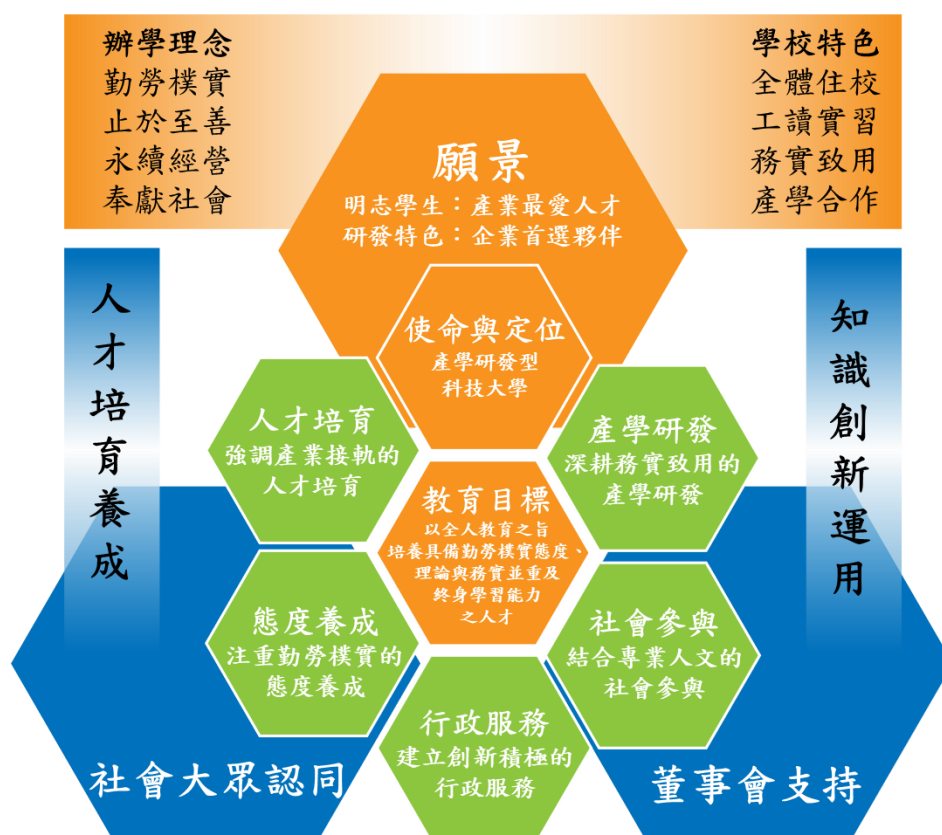 辦學理念
勤勞樸實
止於至善
永續經營
奉獻社會
學校特色
全體住校
工讀實習
務實致用
產學合作
願景
明志學生：產業最愛人才
研發特色：企業首選夥伴
使命與定位
產學研發型
科技大學
人才培育養成
知識創新運用
人才培育
強調產業接軌的
人才培育
產學研發
深耕務實致用的
產學研發
教育目標
以全人教育之旨
培養具備勤勞樸實態度、
理論與務實並重及
終身學習能力
之人才
態度養成
注重勤勞樸實的
態度養成
社會參與
結合專業人文的
社會參與
行政服務
建立創新積極的
行政服務
社會大眾認同
董事會支持